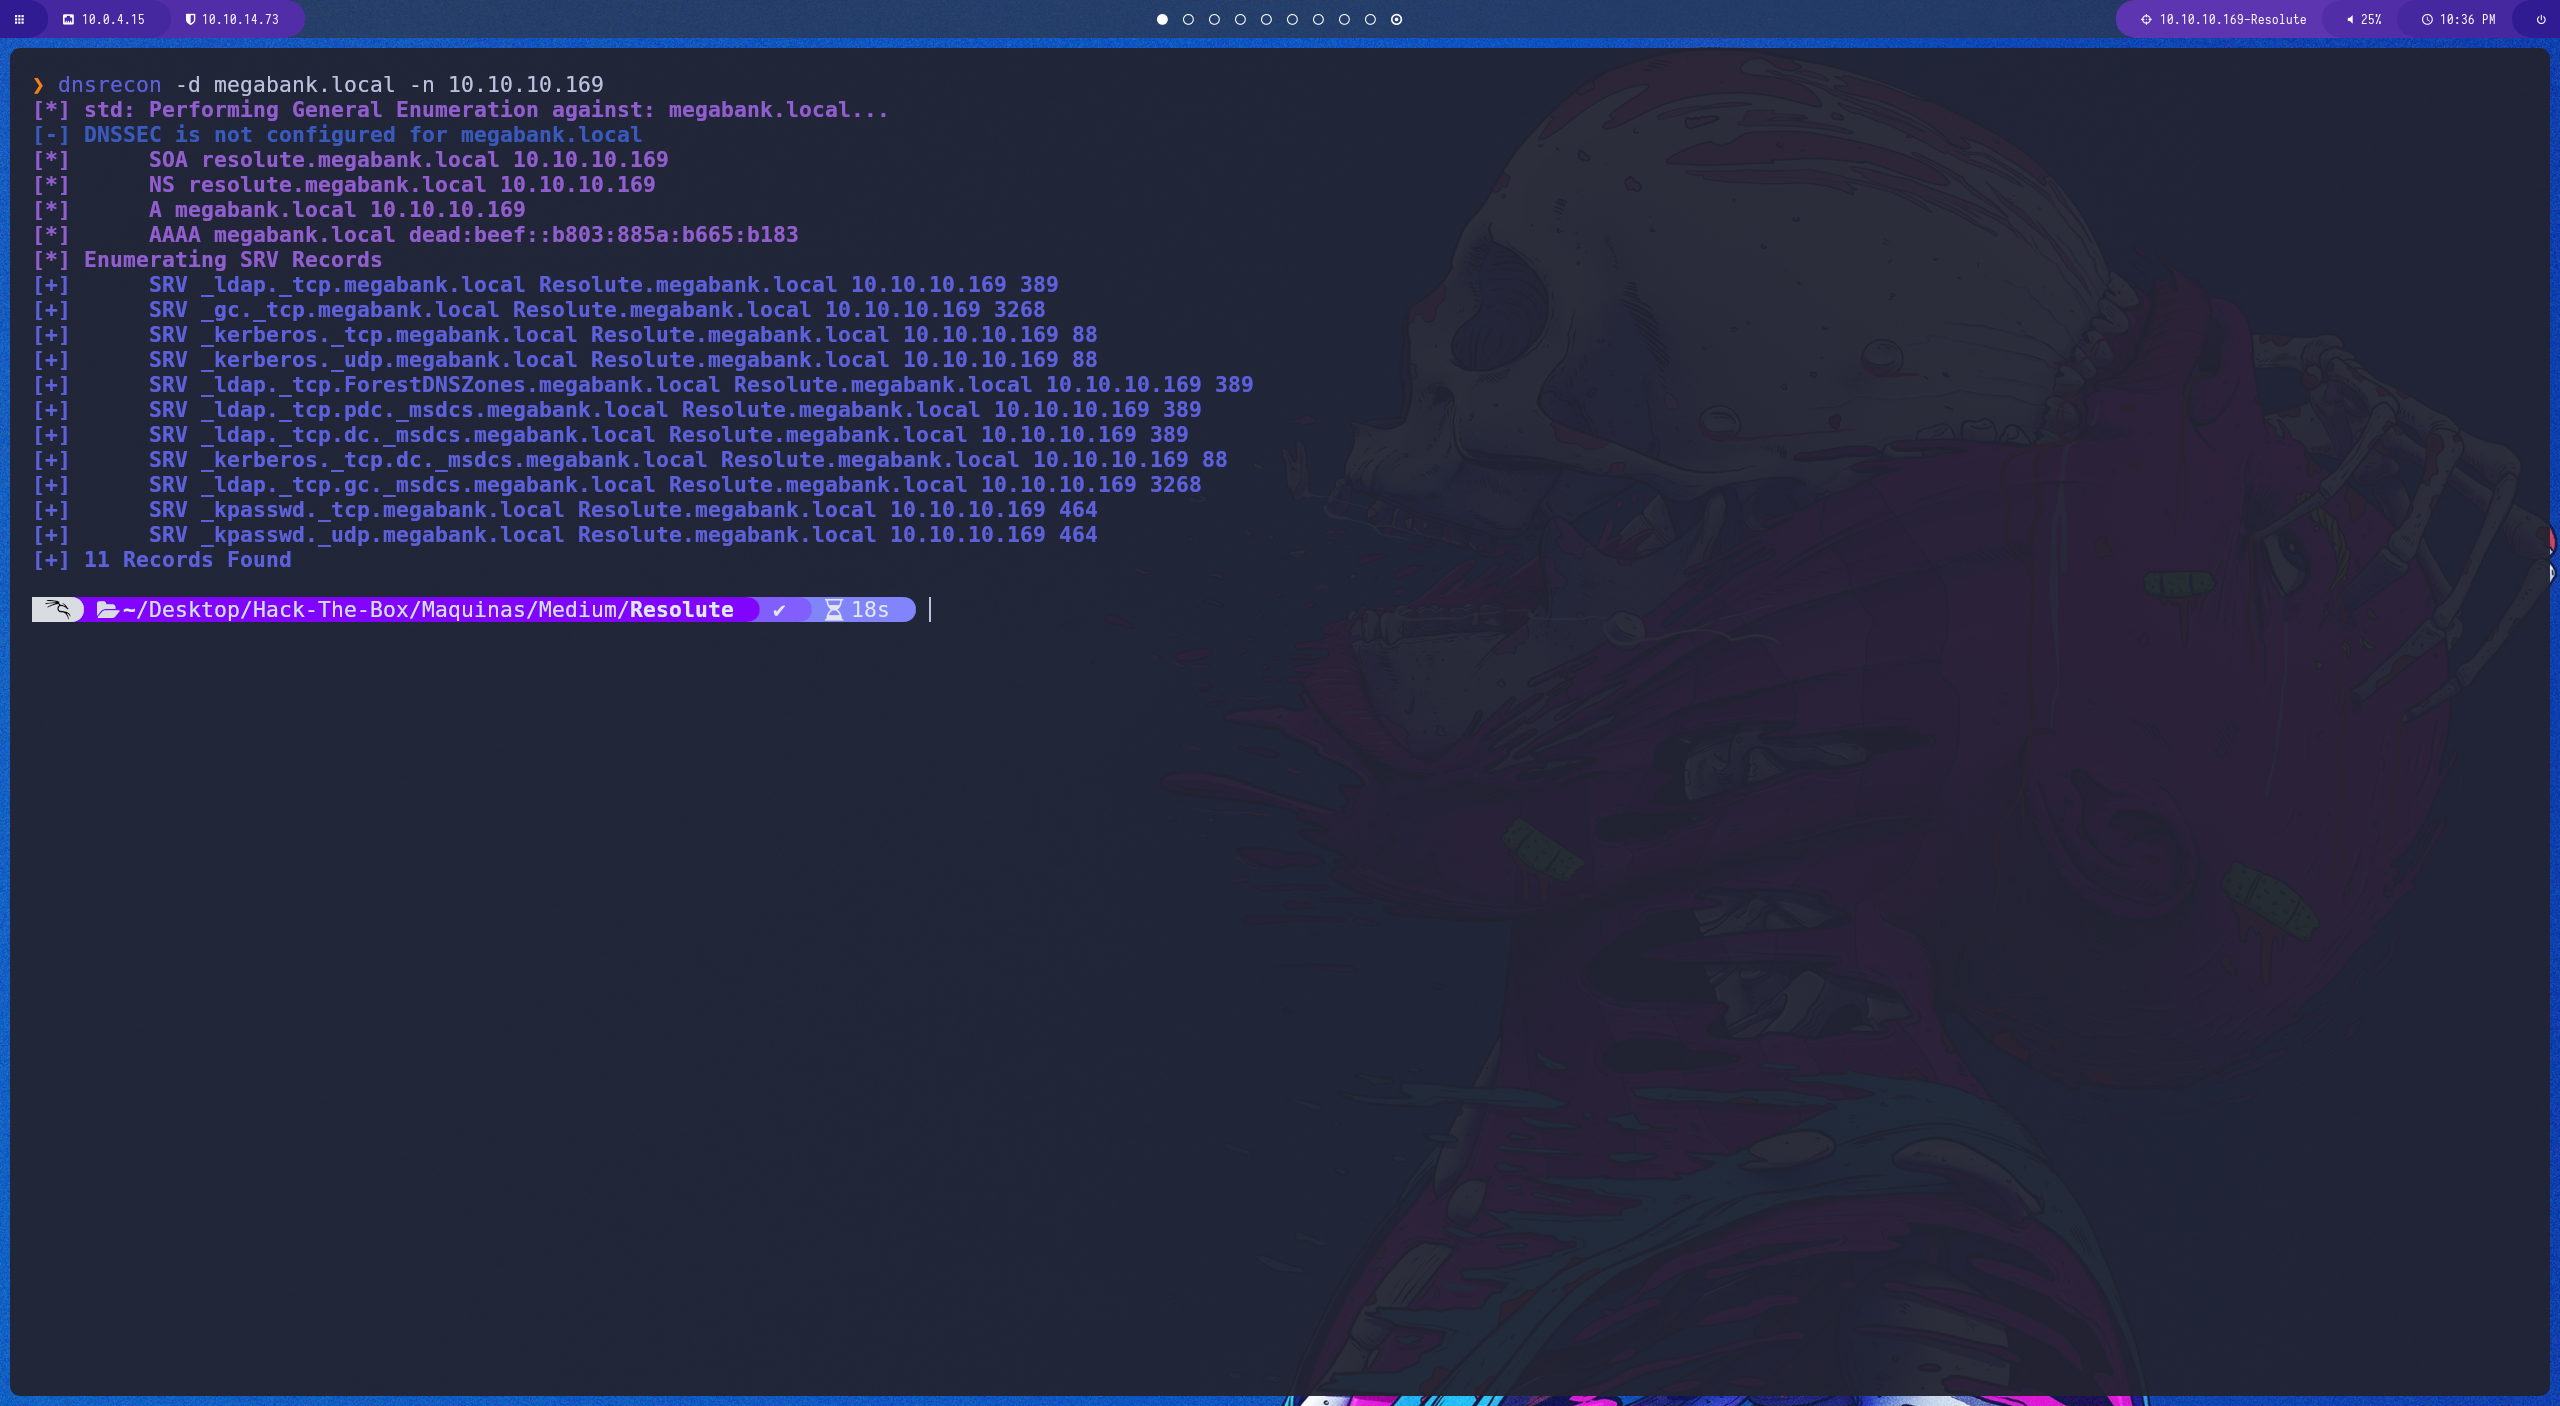 10.0.4.15 10.10.14.73 10.10.10.169-Resolute 25% 10:36 PM
❯ dnsrecon -d megabank.local -n 10.10.10.169
[*] std: Performing General Enumeration against: megabank.local...
[-] DNSSEC is not configured for megabank.local
[*]      SOA resolute.megabank.local 10.10.10.169
[*]      NS resolute.megabank.local 10.10.10.169
[*]      A megabank.local 10.10.10.169
[*]      AAAA megabank.local dead:beef::b803:885a:b665:b183
[*] Enumerating SRV Records
[+]      SRV _ldap._tcp.megabank.local Resolute.megabank.local 10.10.10.169 389
[+]      SRV _gc._tcp.megabank.local Resolute.megabank.local 10.10.10.169 3268
[+]      SRV _kerberos._tcp.megabank.local Resolute.megabank.local 10.10.10.169 88
[+]      SRV _kerberos._udp.megabank.local Resolute.megabank.local 10.10.10.169 88
[+]      SRV _ldap._tcp.ForestDNSZones.megabank.local Resolute.megabank.local 10.10.10.169 389
[+]      SRV _ldap._tcp.pdc._msdcs.megabank.local Resolute.megabank.local 10.10.10.169 389
[+]      SRV _ldap._tcp.dc._msdcs.megabank.local Resolute.megabank.local 10.10.10.169 389
[+]      SRV _kerberos._tcp.dc._msdcs.megabank.local Resolute.megabank.local 10.10.10.169 88
[+]      SRV _ldap._tcp.gc._msdcs.megabank.local Resolute.megabank.local 10.10.10.169 3268
[+]      SRV _kpasswd._tcp.megabank.local Resolute.megabank.local 10.10.10.169 464
[+]      SRV _kpasswd._udp.megabank.local Resolute.megabank.local 10.10.10.169 464
[+] 11 Records Found
~/Desktop/Hack-The-Box/Maquinas/Medium/Resolute ✔ 18s